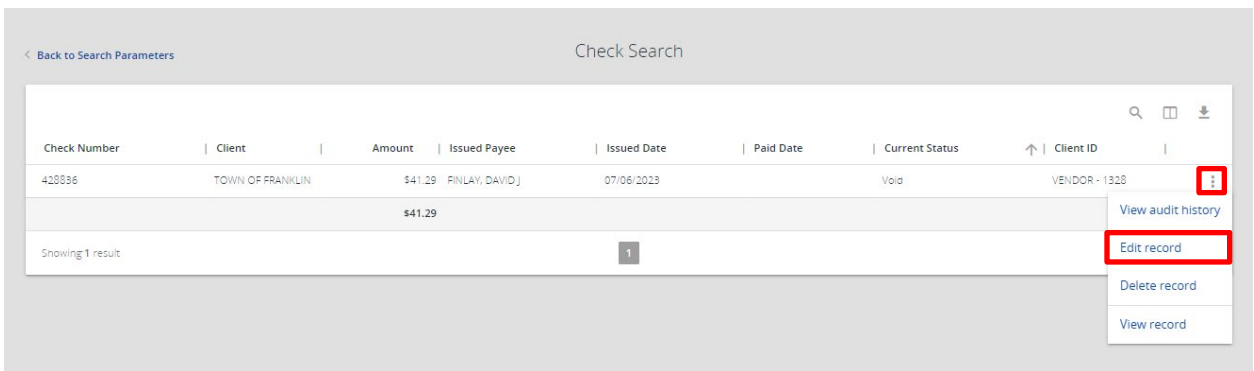 Back to Search Parameters
Check Search
Check Number | Client | Amount | Issued Payee | Issued Date | Paid Date | Current Status | Client ID |
428836 TOWN OF FRANKLIN $41.29 FINLAY, DAVID J 07/06/2023 Void VENDOR - 1328
$41.29
View audit history
Showing 1 result
1
Edit record
Delete record
View record